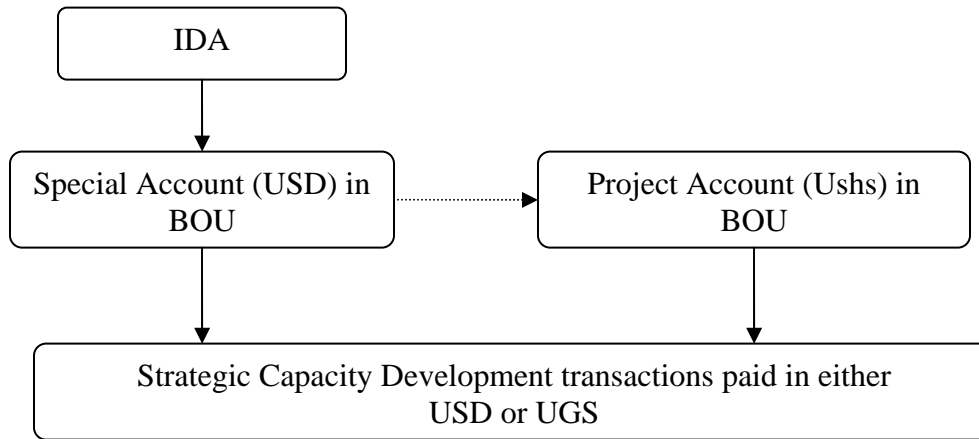 IDA
Special Account (USD) in
BOU
Project Account (Ushs) in
BOU
Strategic Capacity Development transactions paid in either
USD or UGS